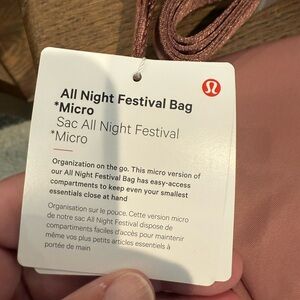 All Night Festival Bag
*Micro
Sac All Night Festival
*Micro
Organization on the go. This micro version of
our All Night Festival Bag has easy-access
compartments to keep even your smallest
essentials close at hand
Organisation sur le pouce. Cette version micro
de notre sac All Night Festival dispose de
compartiments faciles d'accès pour maintenir
même vos plus petits articles essentiels à
portée de main